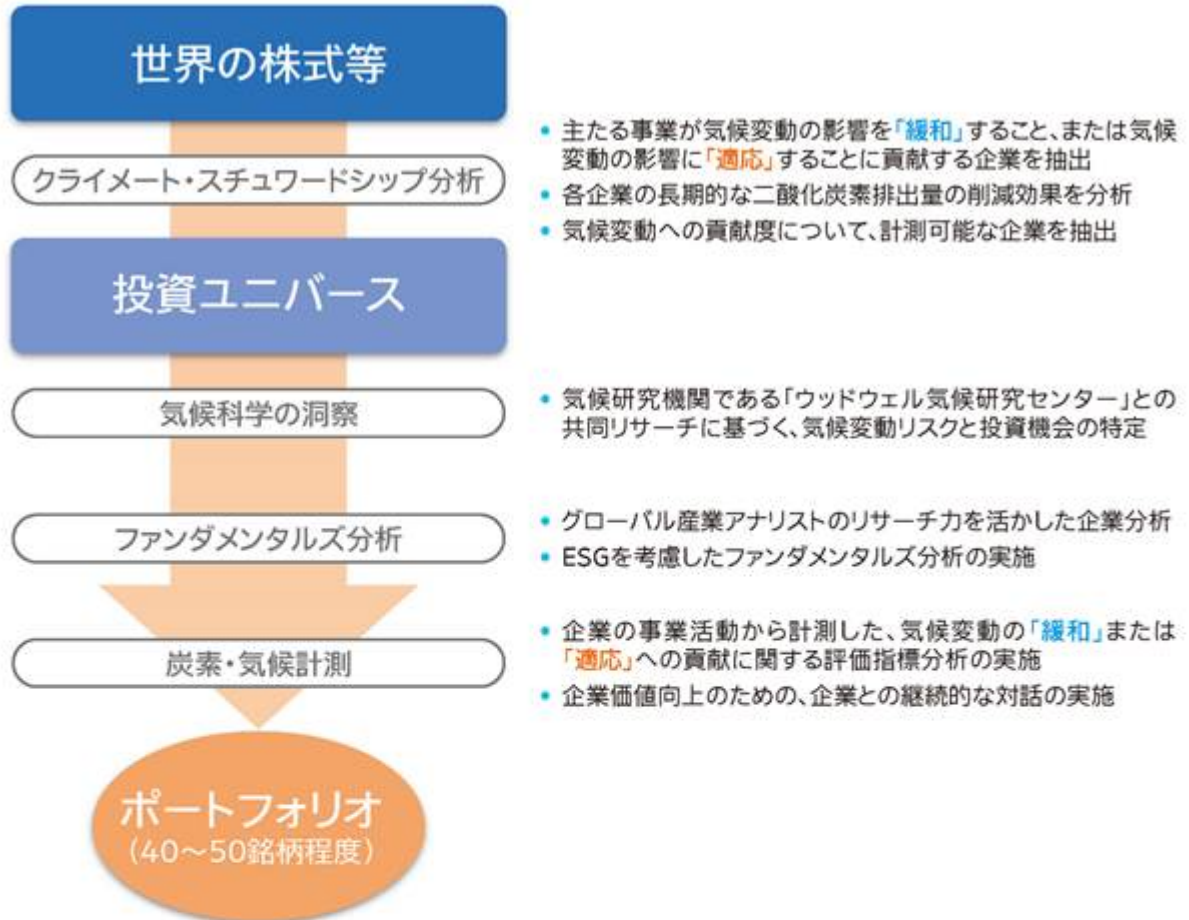 世界の株式等
クライメート・スチュワードシップ分析
• 主たる事業が気候変動の影響を「緩和」すること、または気候
変動の影響に「適応」することに貢献する企業を抽出
• 各企業の長期的な二酸化炭素排出量の削減効果を分析
• 気候変動への貢献度について、計測可能な企業を抽出
投資ユニバース
気候科学の洞察
• 気候研究機関である「ウッドウェル気候研究センター」との
共同リサーチに基づく、気候変動リスクと投資機会の特定
ファンダメンタルズ分析
• グローバル産業アナリストのリサーチ力を活かした企業分析
• ESGを考慮したファンダメンタルズ分析の実施
炭素・気候計測
• 企業の事業活動から計測した、気候変動の「緩和」または
「適応」への貢献に関する評価指標分析の実施
• 企業価値向上のための、企業との継続的な対話の実施
ポートフォリオ
（40～50銘柄程度）